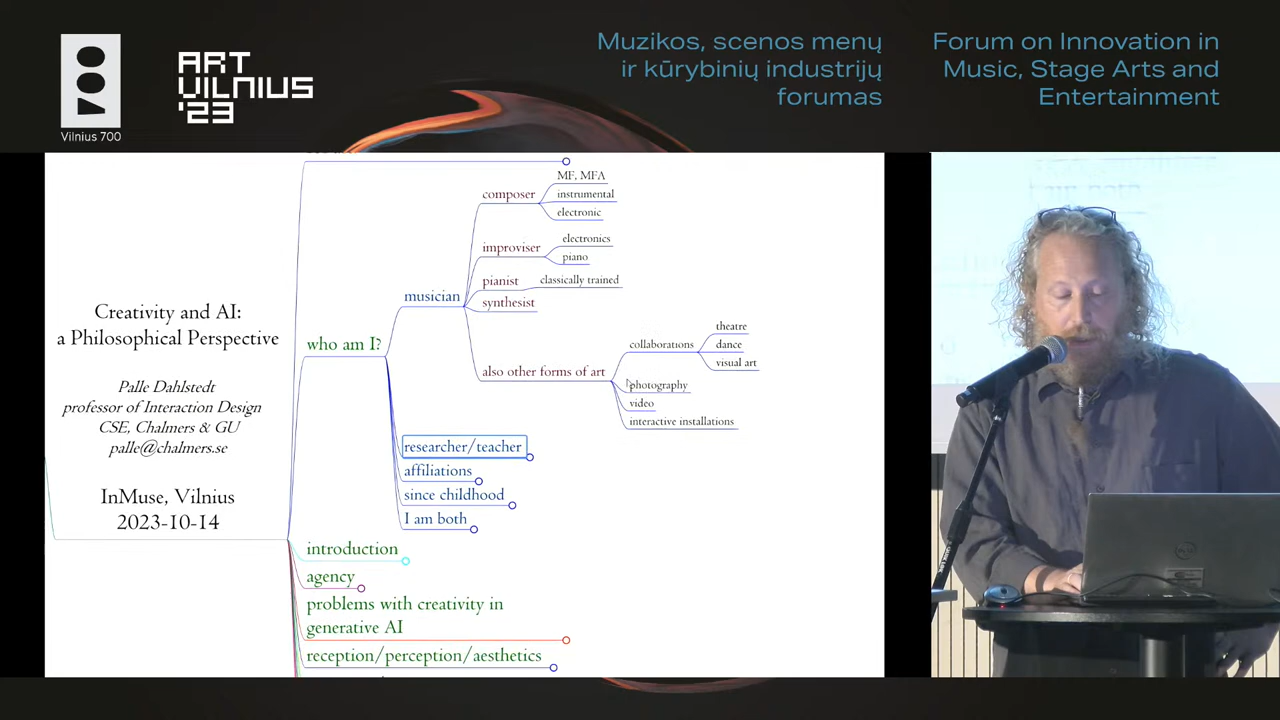 Vilnius 700
ART
VILNIUS
'23
Muzikos, scenos menų
ir kūrybinių industrijų
forumas
Forum on Innovation in
Music, Stage Arts and
Entertainment
Creativity and AI:
a Philosophical Perspective
Palle Dahlstedt
professor of Interaction Design
CSE, Chalmers & GU
palle@chalmers.se
InMuse, Vilnius
2023-10-14
who am I?
musician
composer
MF, MFA
instrumental
electronic
improviser
electronics
piano
pianist
classically trained
synthesist
also other forms of art
collaborations
theatre
dance
visual art
photography
video
interactive installations
researcher/teacher
affiliations
since childhood
I am both
introduction
agency
problems with creativity in
generative AI
reception/perception/aesthetics